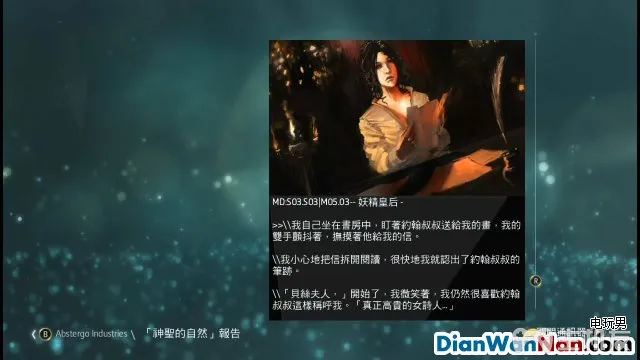 MD.S03.S03|M05.03-- 妖精皇后 -
>>\\我自己坐在書房中，盯著約翰叔叔送給我的畫，我的
雙手顫抖著，撫摸著他給我的信。
\\我小心地把信拆開閱讀，很快地我就認出了約翰叔叔的
筆跡。
\\「貝絲夫人，」開始了，我微笑著，我仍然很喜歡約翰
叔叔這樣稱呼我。「真正高貴的女詩人...」
R
B Abstergo Industries \ 「神聖的自然」報告
电玩男
DianWanNan.com